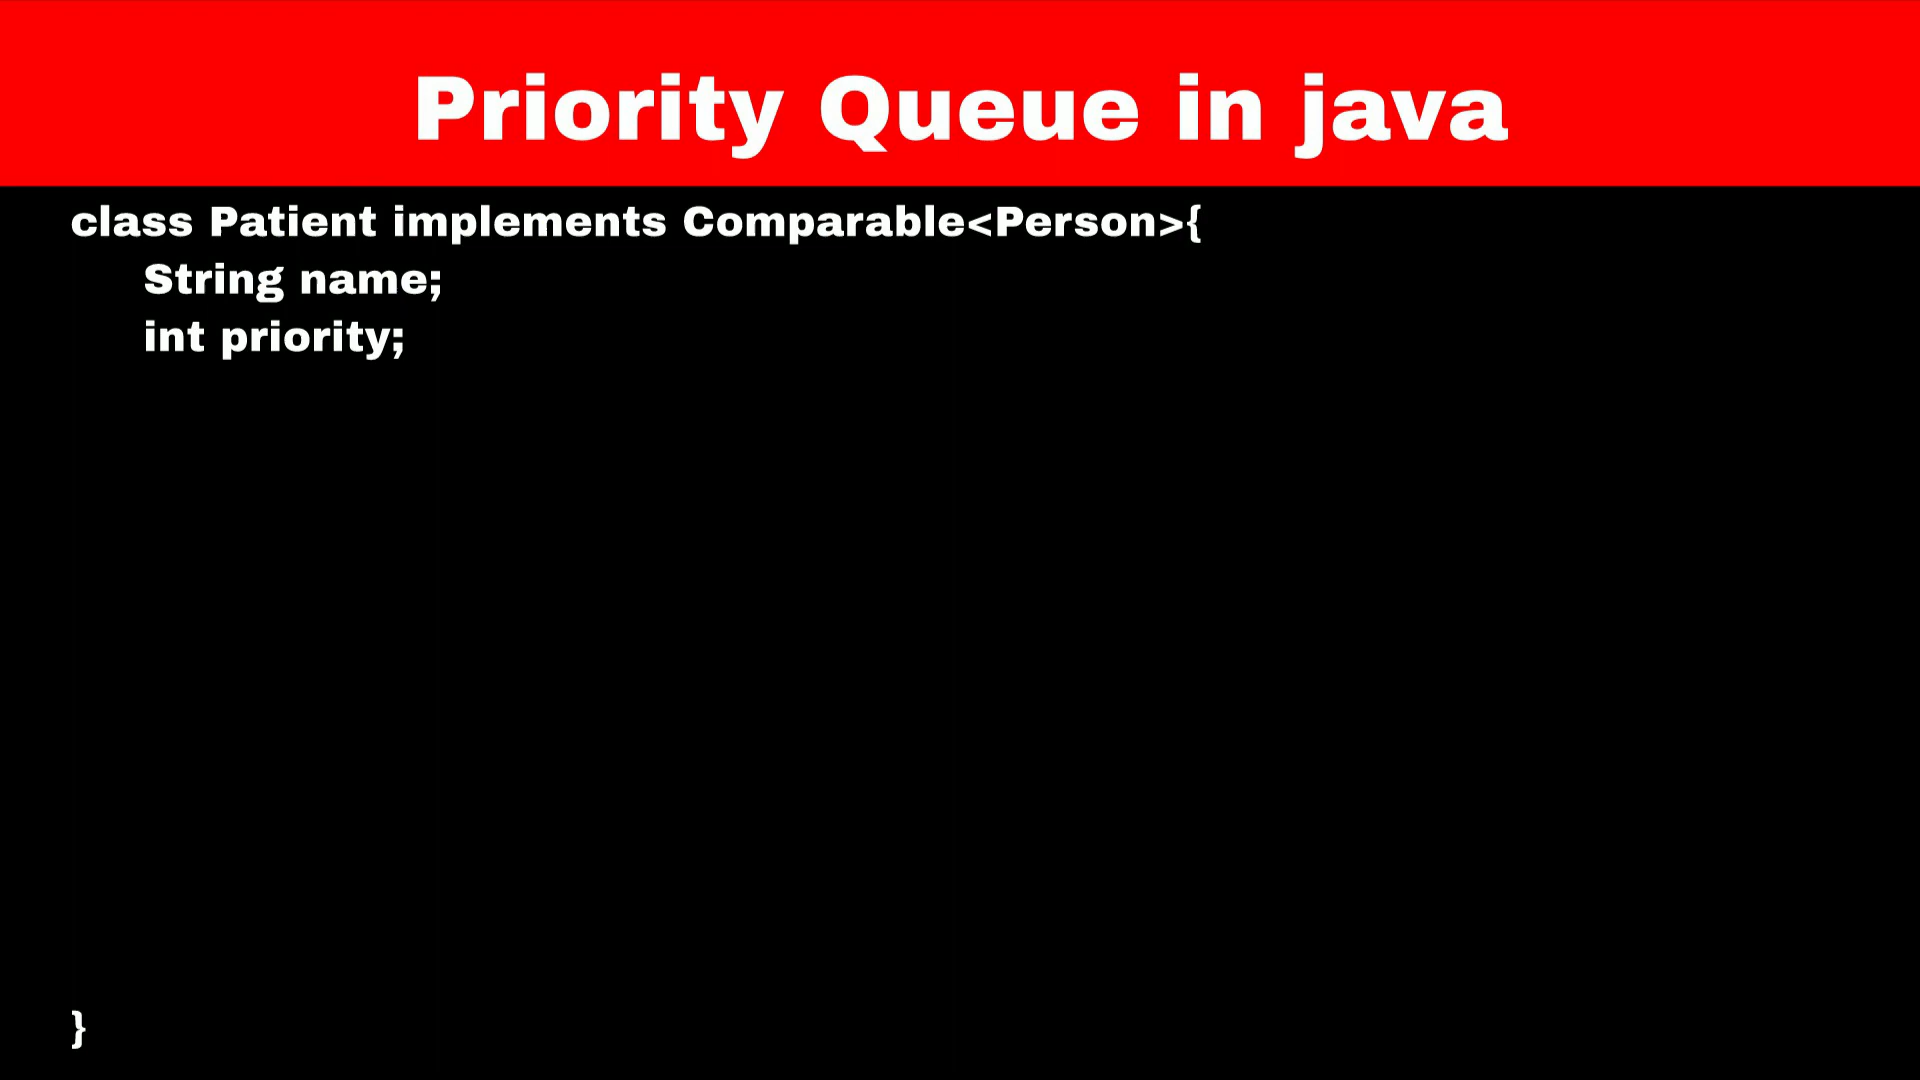 Priority Queue in java
class Patient implements Comparable<Person>{
String name;
int priority;
}